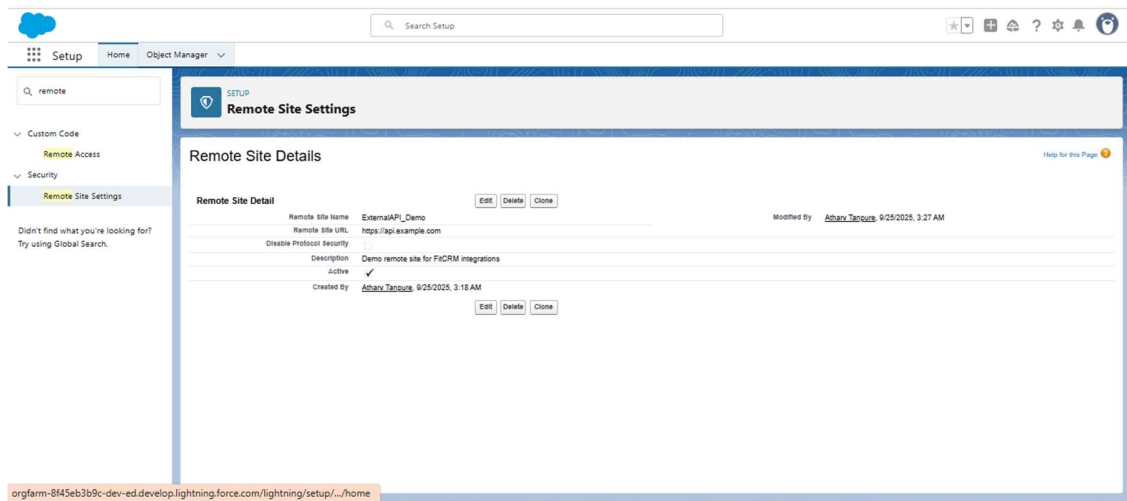 Search Setup
Setup Home Object Manager
remote
Custom Code
Remote Access
Security
Remote Site Settings
Didn't find what you're looking for?
Try using Global Search.
SETUP
Remote Site Settings
Remote Site Details
Help for this Page
Remote Site Detail Edit Delete Clone
Remote Site Name ExternalAPI_Demo Modified By Atharv Tanpure, 9/25/2025, 3:27 AM
Remote Site URL https://api.example.com
Disable Protocol Security
Description Demo remote site for FitCRM integrations
Active ✓
Created By Atharv Tanpure, 9/25/2025, 3:18 AM
Edit Delete Clone
orgfarm-8f45eb3b9c-dev-ed.develop.lightning.force.com/lightning/setup/.../home